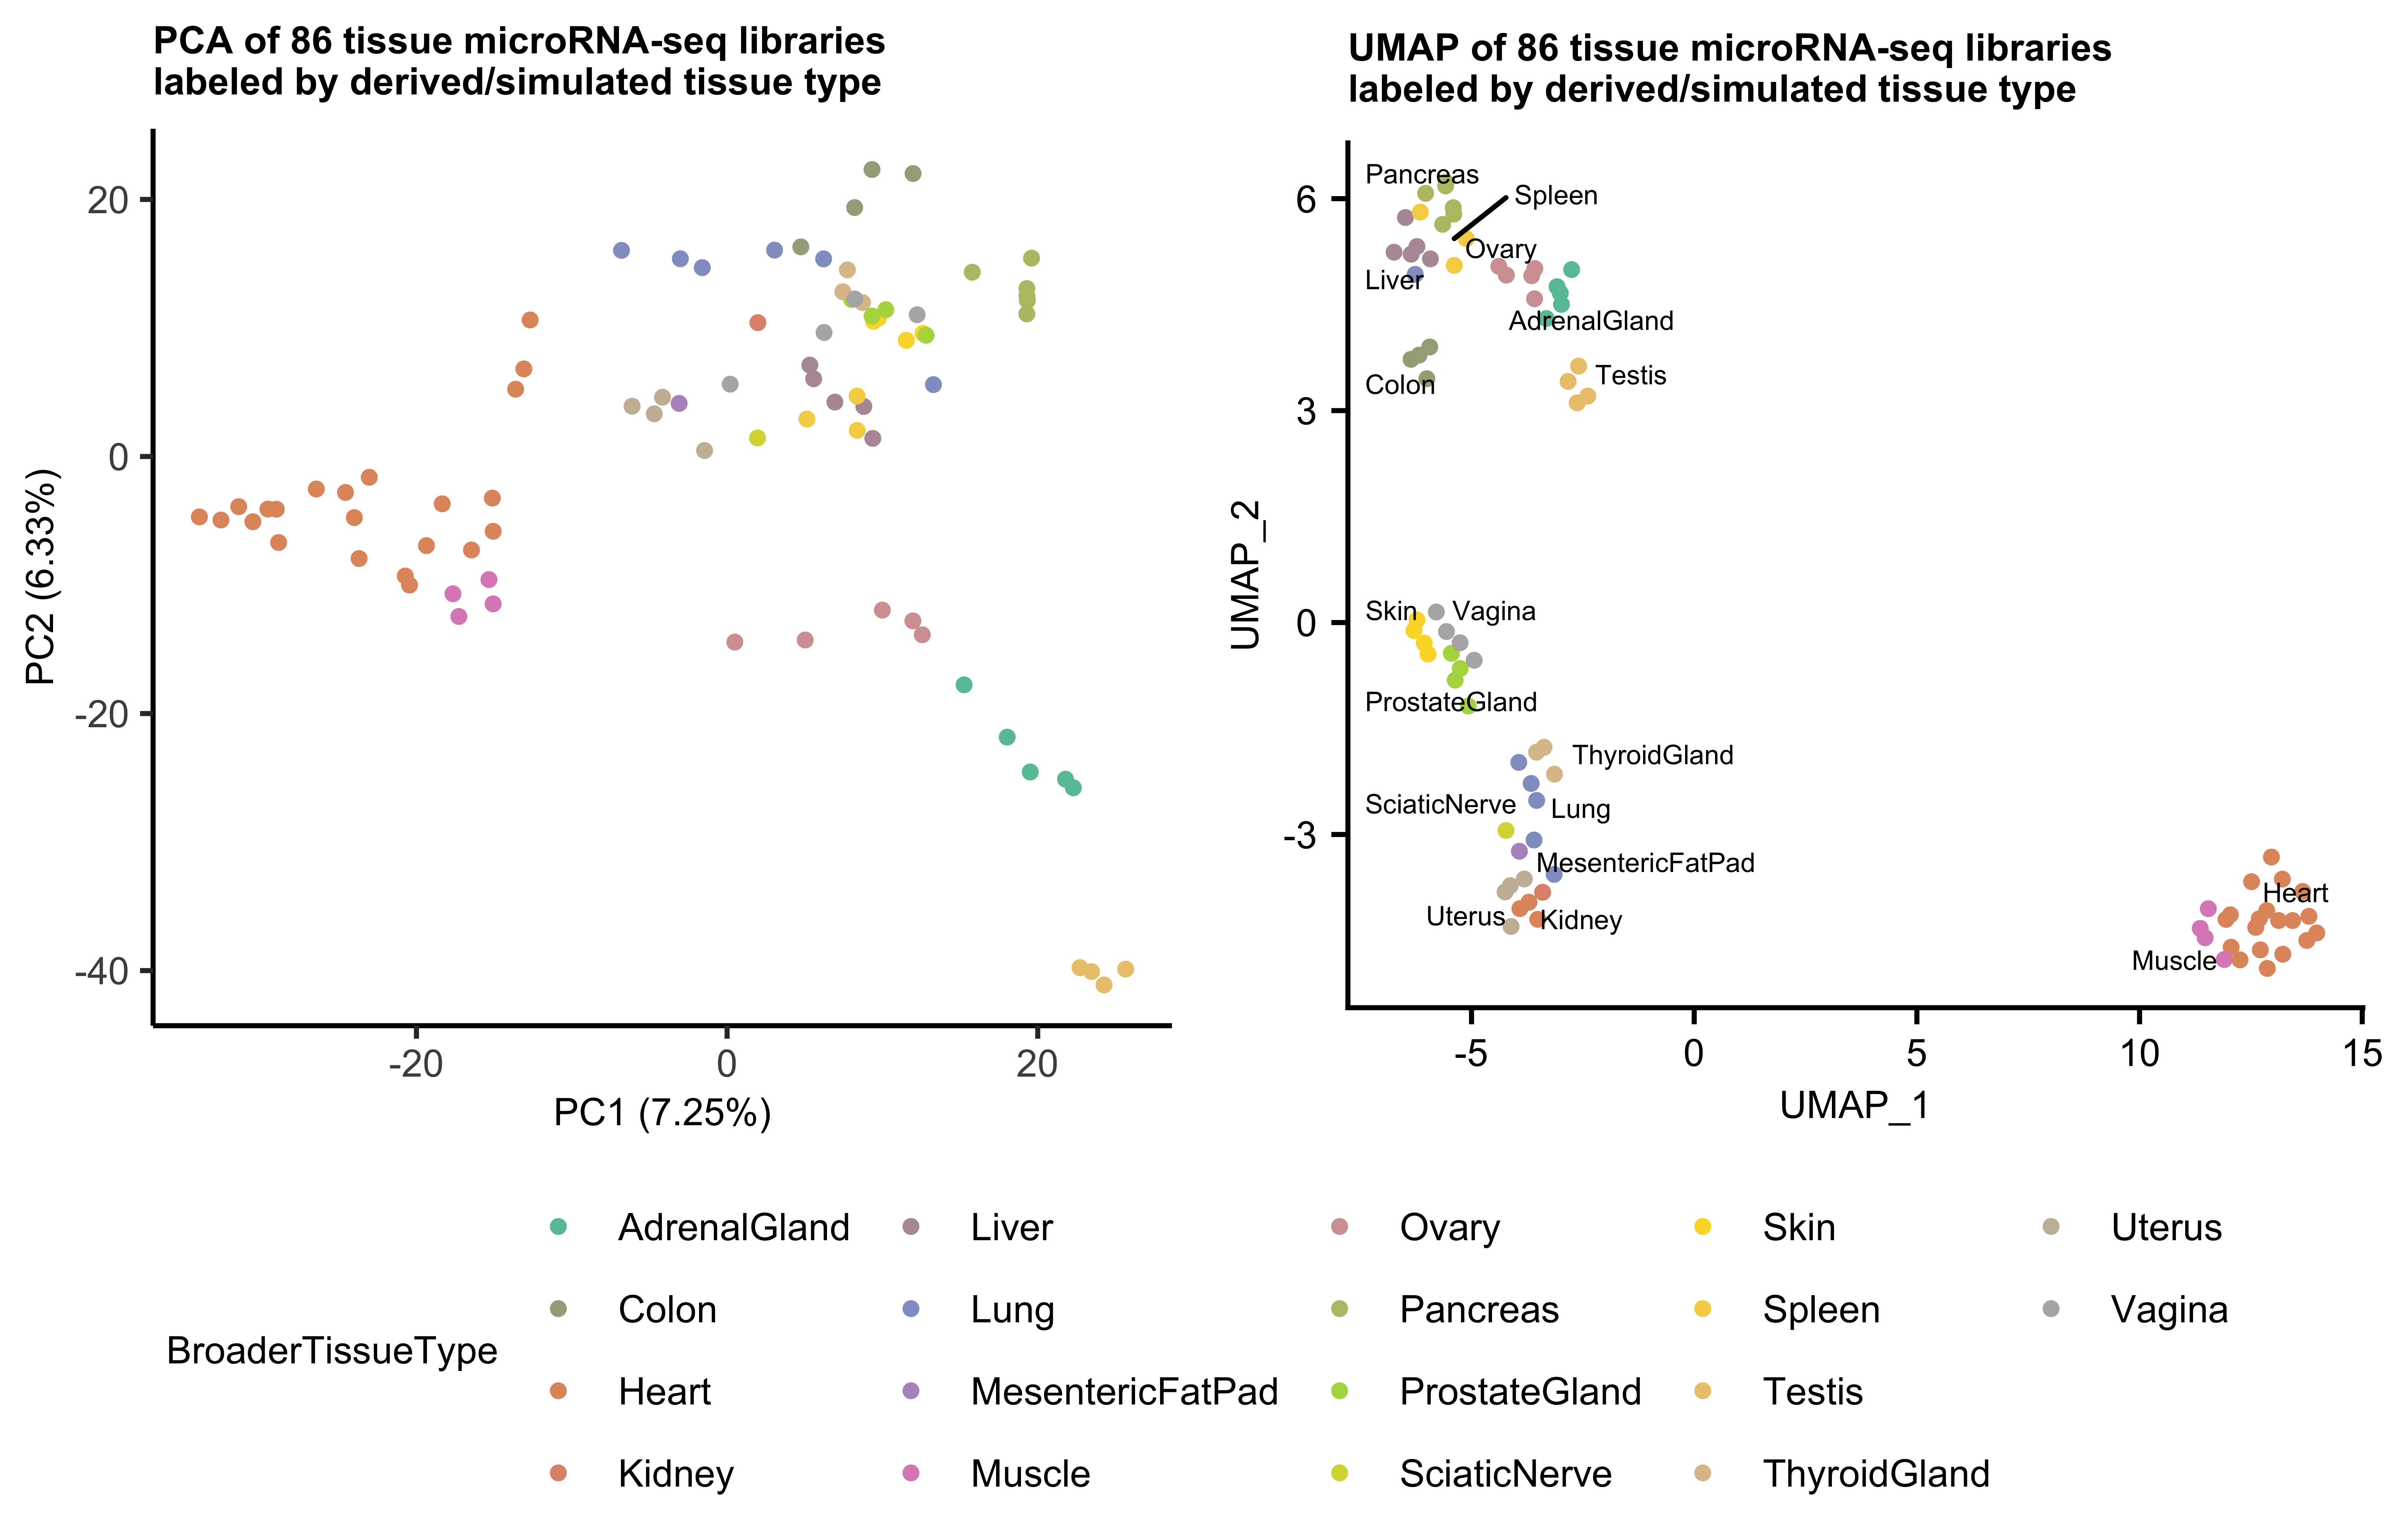 PCA of 86 tissue microRNA-seq libraries
labeled by derived/simulated tissue type
20
0
-20
-40
PC2 (6.33%)
-20
0
20
PC1 (7.25%)
UMAP of 86 tissue microRNA-seq libraries
labeled by derived/simulated tissue type
6
3
0
-3
UMAP_2
Pancreas
Spleen
Ovary
Liver
AdrenalGland
Testis
Colon
Skin
Vagina
ProstateGland
ThyroidGland
SciaticNerve
Lung
MesentericFatPad
Heart
Uterus
Kidney
Muscle
-5
0
5
10
15
UMAP_1
BroaderTissueType
AdrenalGland
Colon
Heart
Kidney
Liver
Lung
MesentericFatPad
Muscle
Ovary
Pancreas
ProstateGland
SciaticNerve
Skin
Spleen
Testis
ThyroidGland
Uterus
Vagina